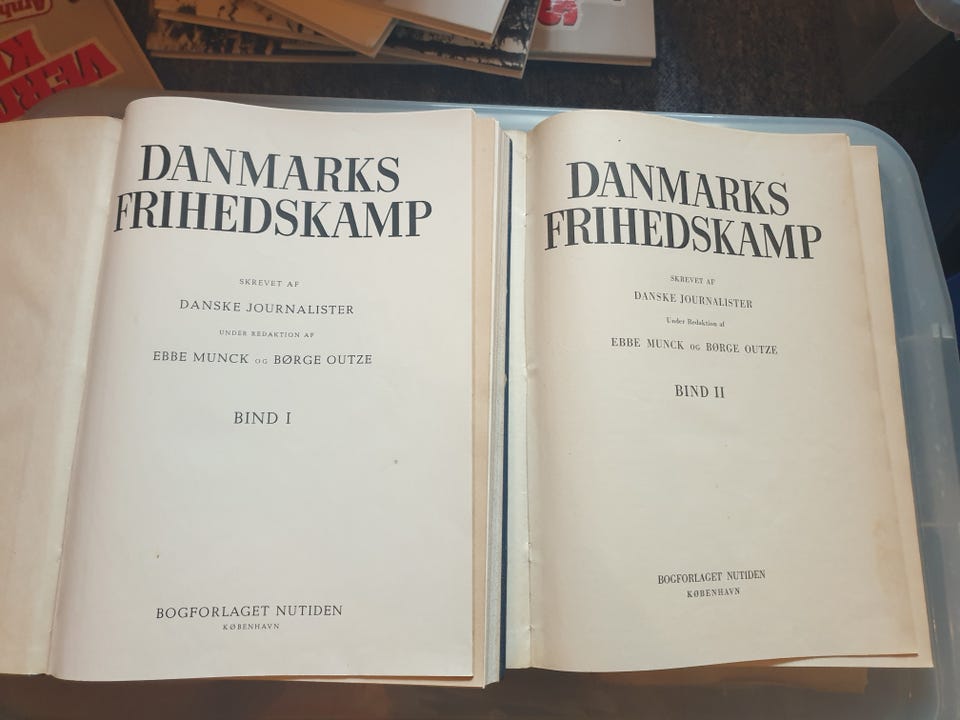 DANMARKS
FRIHEDSKAMP
SKREVET AF
DANSKE JOURNALISTER
UNDER REDAKTION AF
EBBE MUNCK OG BØRGE OUTZE
BIND I
BOGFORLAGET NUTIDEN
KØBENHAVN
DANMARKS
FRIHEDSKAMP
SKREVET AF
DANSKE JOURNALISTER
Under Redaktion af
EBBE MUNCK OG BØRGE OUTZE
BIND II
BOGFORLAGET NUTIDEN
KØBENHAVN